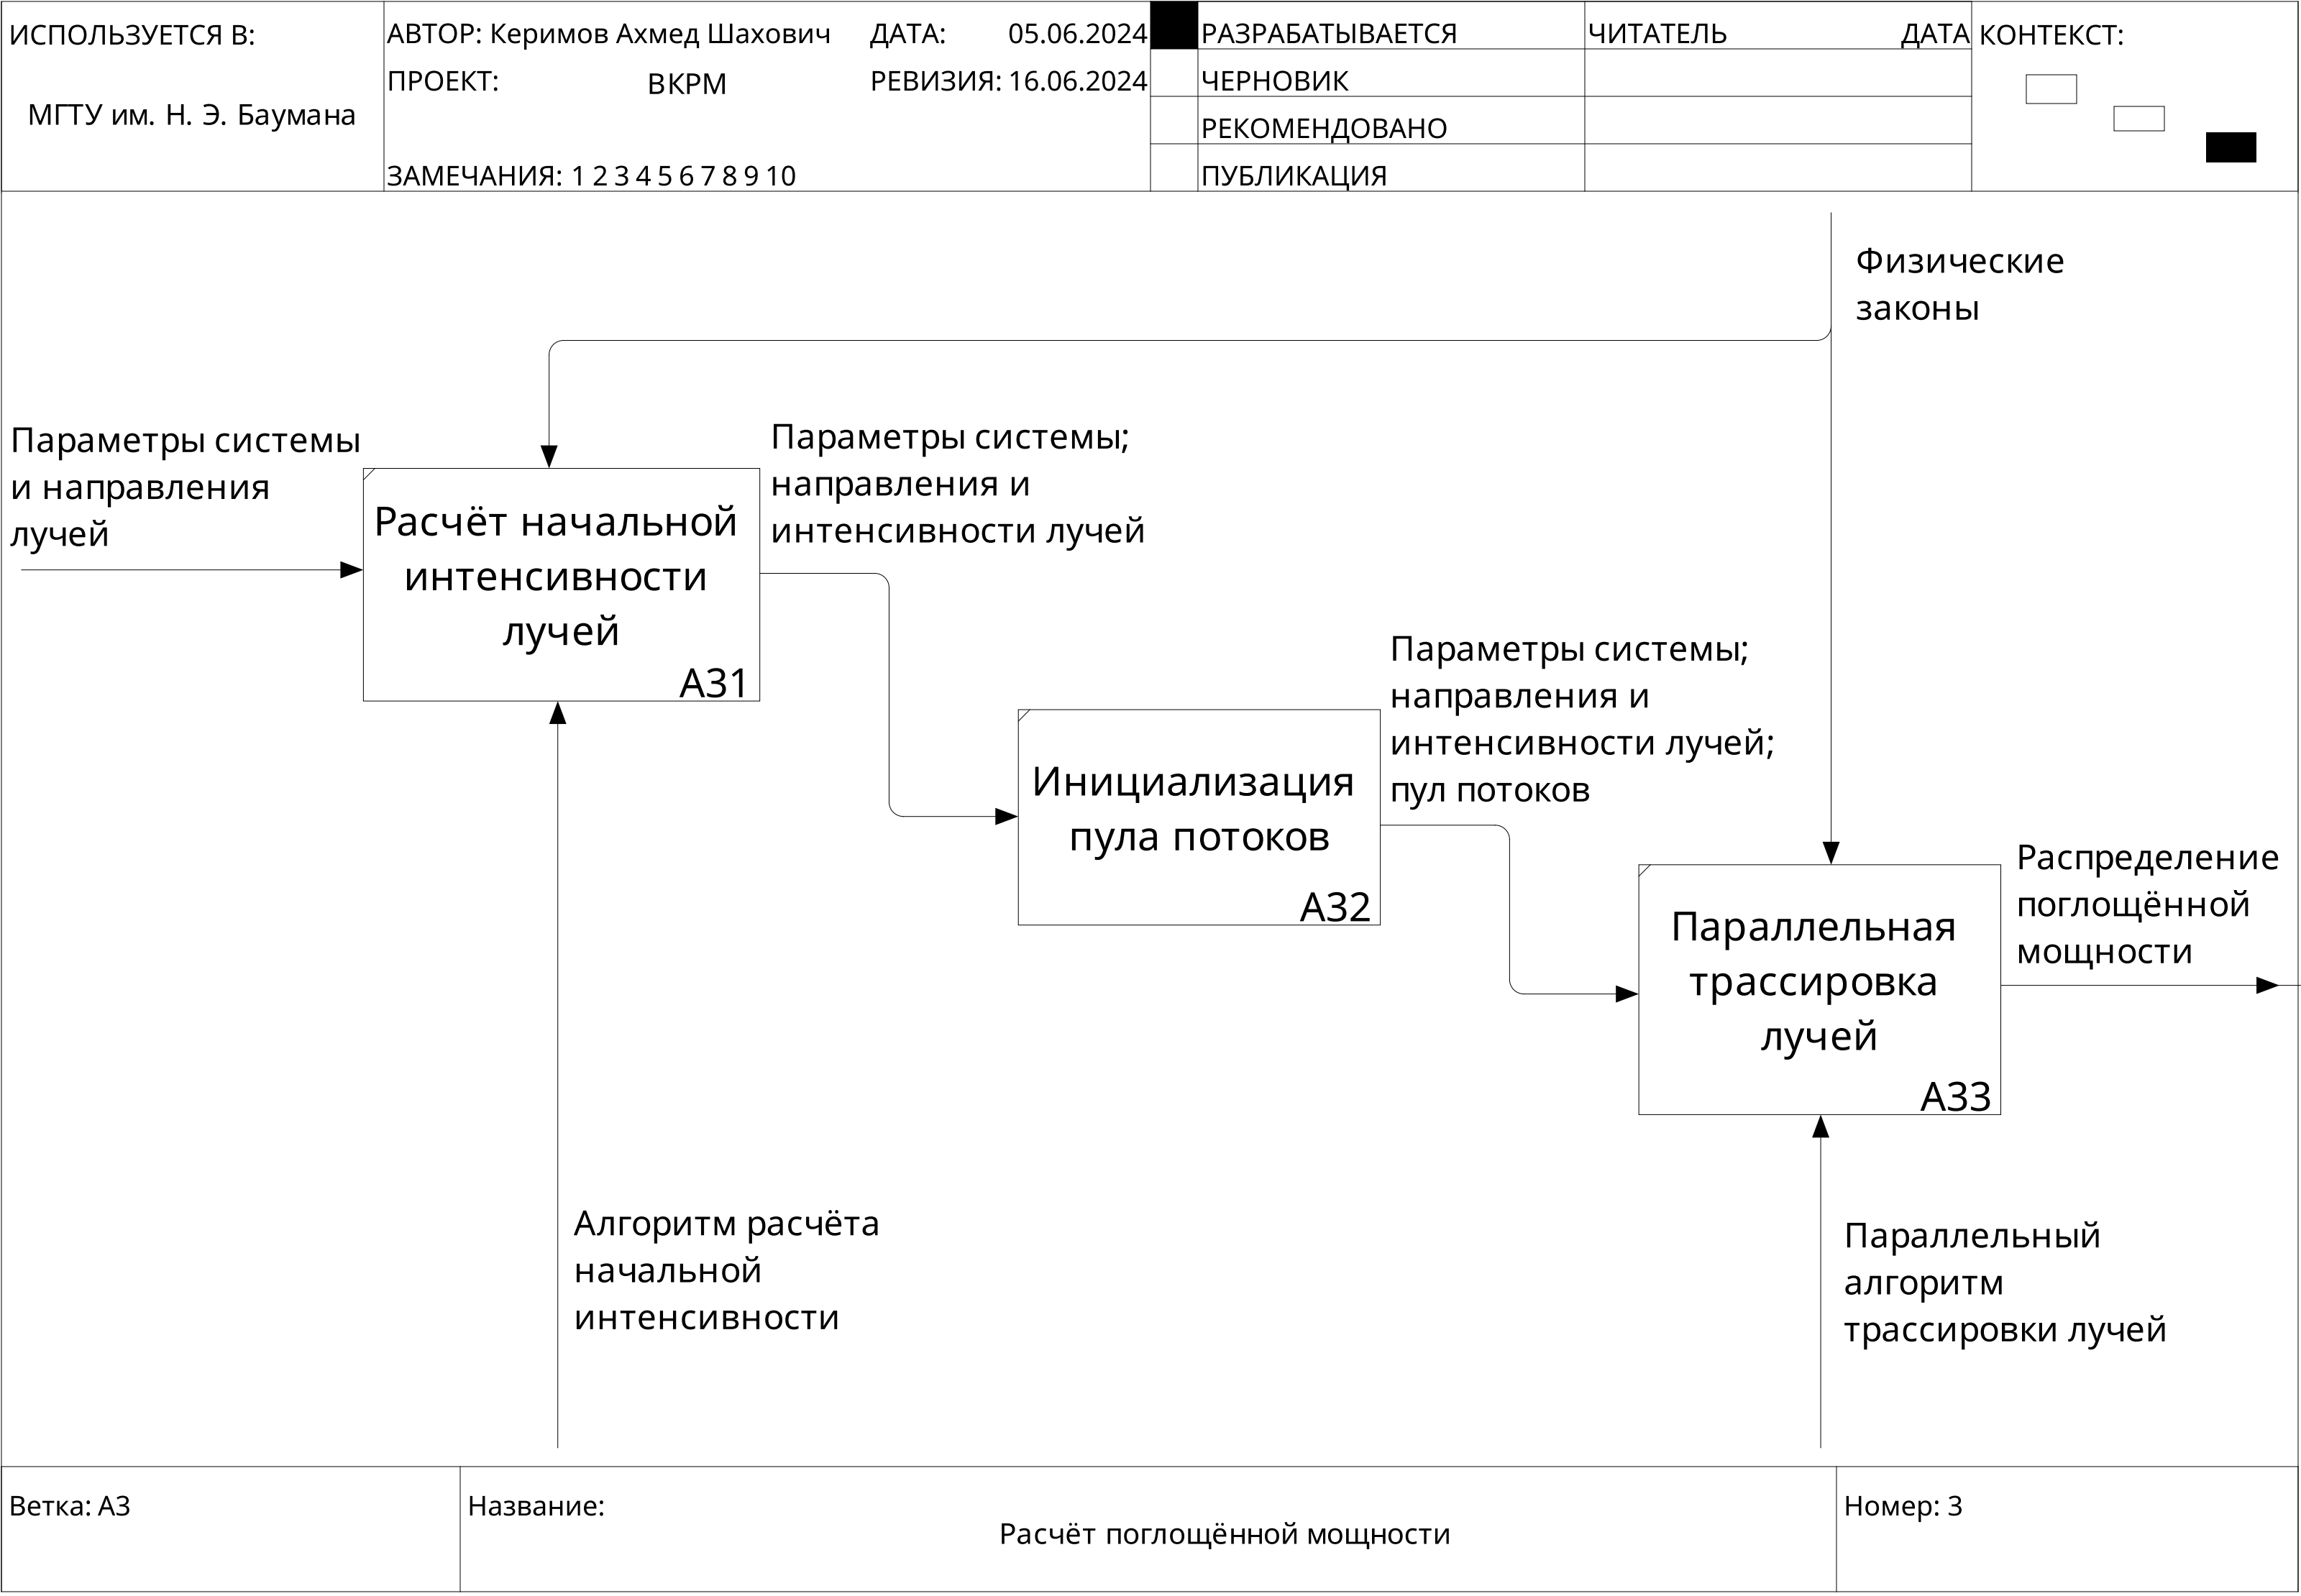 ИСПОЛЬЗУЕТСЯ В:
МГТУ им. Н. Э. Баумана
АВТОР: Керимов Ахмед Шахович
ДАТА: 05.06.2024
ПРОЕКТ: ВКРМ
РЕВИЗИЯ: 16.06.2024
ЗАМЕЧАНИЯ: 1 2 3 4 5 6 7 8 9 10
РАЗРАБАТЫВАЕТСЯ
ЧЕРНОВИК
РЕКОМЕНДОВАНО
ПУБЛИКАЦИЯ
ЧИТАТЕЛЬ ДАТА
КОНТЕКСТ:
Физические
законы
Параметры системы
и направления
лучей
Расчёт начальной
интенсивности
лучей
A31
Параметры системы;
направления и
интенсивности лучей
Инициализация
пула потоков
A32
Параметры системы;
направления и
интенсивности лучей;
пул потоков
Параллельная
трассировка
лучей
A33
Распределение
поглощённой
мощности
Алгоритм расчёта
начальной
интенсивности
Параллельный
алгоритм
трассировки лучей
Ветка: A3
Название:
Расчёт поглощённой мощности
Номер: 3